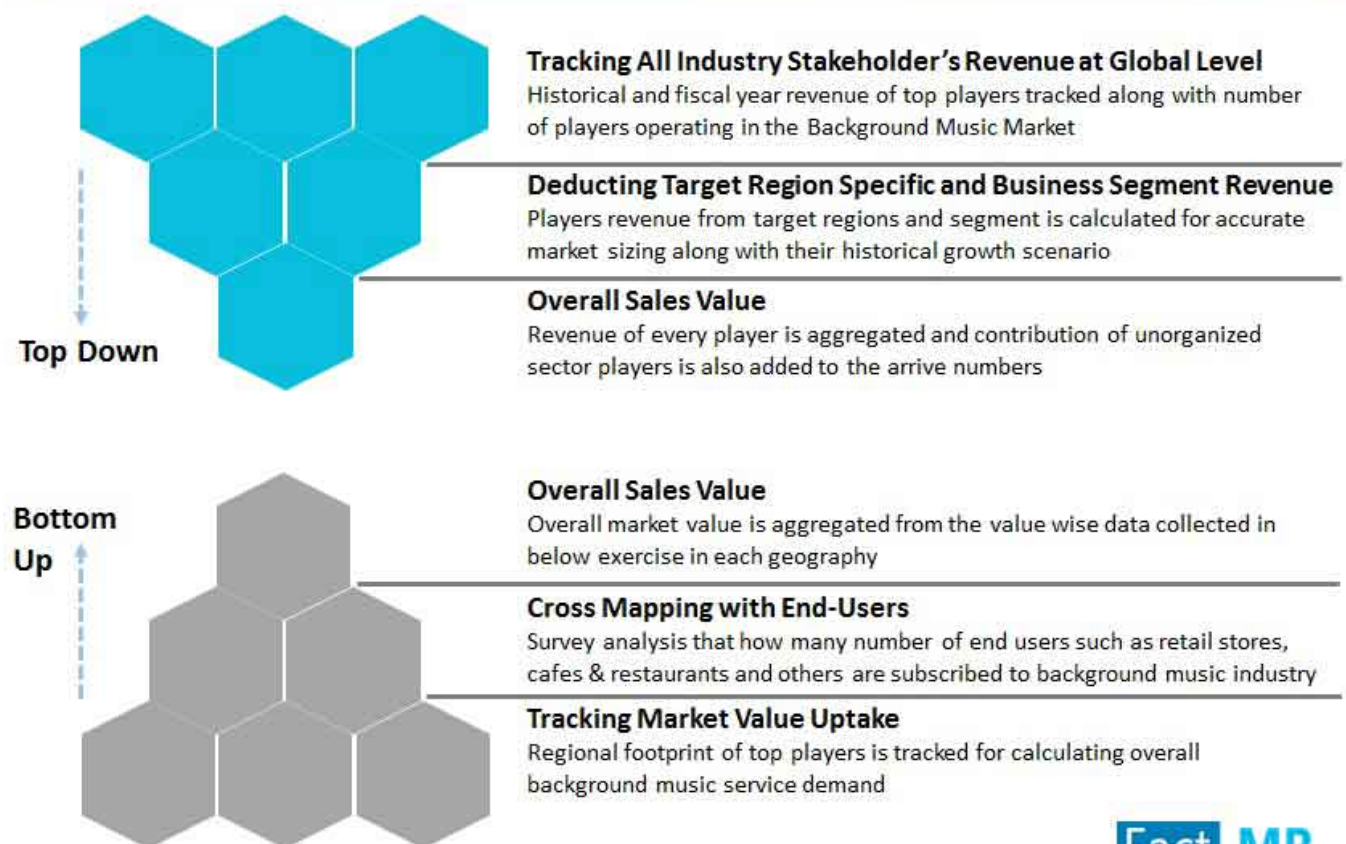 Tracking All Industry Stakeholder's Revenue at Global Level
Historical and fiscal year revenue of top players tracked along with number
of players operating in the Background Music Market
Deducting Target Region Specific and Business Segment Revenue
Players revenue from target regions and segment is calculated for accurate
market sizing along with their historical growth scenario
Top Down
Overall Sales Value
Revenue of every player is aggregated and contribution of unorganized
sector players is also added to the arrive numbers
Bottom
Up
Overall Sales Value
Overall market value is aggregated from the value wise data collected in
below exercise in each geography
Cross Mapping with End-Users
Survey analysis that how many number of end users such as retail stores,
cafes & restaurants and others are subscribed to background music industry
Tracking Market Value Uptake
Regional footprint of top players is tracked for calculating overall
background music service demand
Fact MR